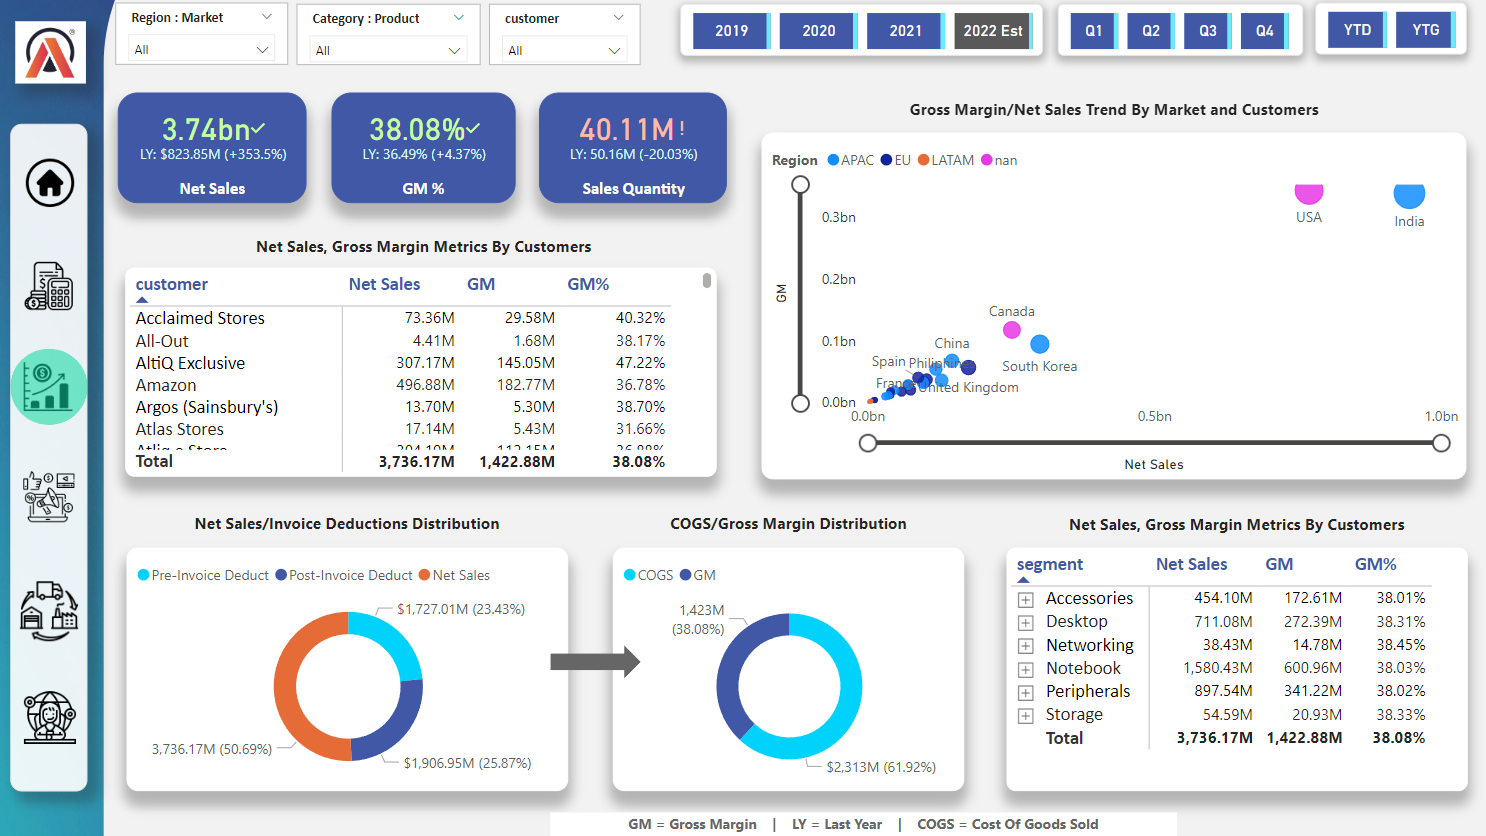 Region : Market
All
Category : Product
All
customer
All
2019
2020
2021
2022 Est
Q1
Q2
Q3
Q4
YTD
YTG
3.74bn
LY: $823.85M (+353.5%)
Net Sales
38.08%
LY: 36.49% (+4.37%)
GM %
40.11M !
LY: 50.16M (-20.03%)
Sales Quantity
Net Sales, Gross Margin Metrics By Customers
customer Net Sales GM GM%
Acclaimed Stores 73.36M 29.58M 40.32%
All-Out 4.41M 1.68M 38.17%
AltiQ Exclusive 307.17M 145.05M 47.22%
Amazon 496.88M 182.77M 36.78%
Argos (Sainsbury's) 13.70M 5.30M 38.70%
Atlas Stores 17.14M 5.43M 31.66%
Total 3,736.17M 1,422.88M 38.08%
Gross Margin/Net Sales Trend By Market and Customers
Region APAC EU LATAM nan
GM
0.3bn
0.2bn
0.1bn
0.0bn
USA
India
Canada
China
South Korea
Spain
United Kingdom
0.0bn
0.5bn
1.0bn
Net Sales
Net Sales/Invoice Deductions Distribution
Pre-Invoice Deduct Post-Invoice Deduct Net Sales
$1,727.01M (23.43%)
3,736.17M (50.69%)
$1,906.95M (25.87%)
COGS/Gross Margin Distribution
COGS GM
1,423M
(38.08%)
$2,313M (61.92%)
Net Sales, Gross Margin Metrics By Customers
segment Net Sales GM GM%
Accessories 454.10M 172.61M 38.01%
Desktop 711.08M 272.39M 38.31%
Networking 38.43M 14.78M 38.45%
Notebook 1,580.43M 600.96M 38.03%
Peripherals 897.54M 341.22M 38.02%
Storage 54.59M 20.93M 38.33%
Total 3,736.17M 1,422.88M 38.08%
GM = Gross Margin | LY = Last Year | COGS = Cost Of Goods Sold